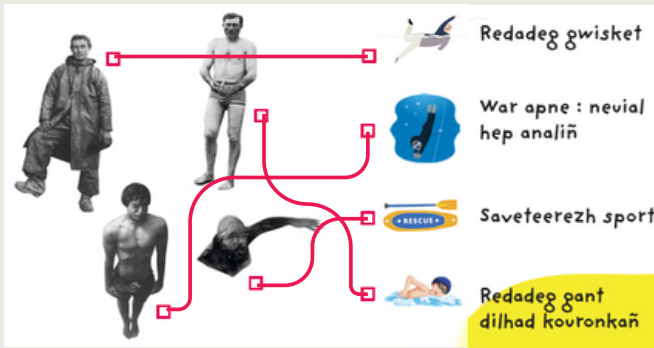 Redadeg gwisket
War apne : neuial
hep analiñ
RESCUE
Saveteerezh sport
Redadeg gant
dilhad kouronkañ